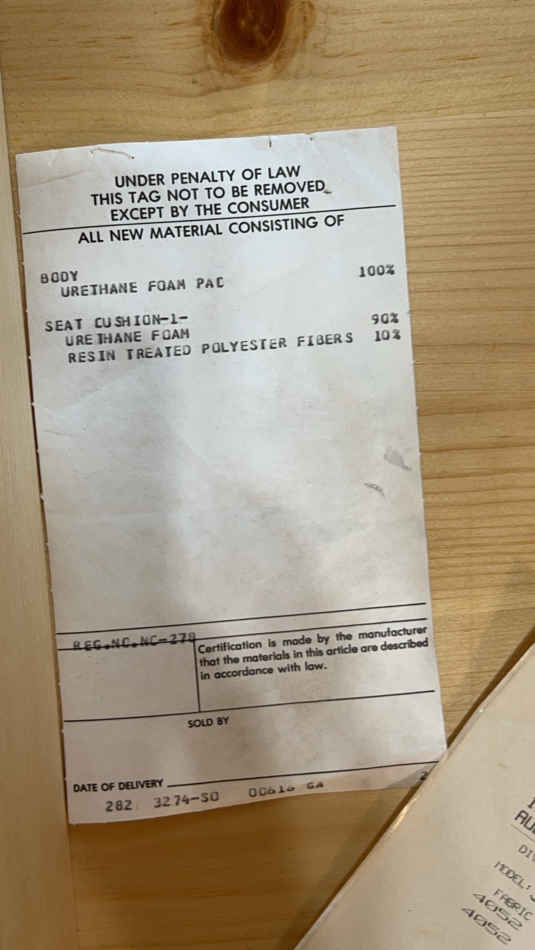 UNDER PENALTY OF LAW
THIS TAG NOT TO BE REMOVED
EXCEPT BY THE CONSUMER
ALL NEW MATERIAL CONSISTING OF
BODY 100%
URETHANE FOAM PAC
SEAT CUSHION-1-
URETHANE FOAM 90%
RESIN TREATED POLYESTER FIBERS 10%
REG.NO.NC-278
Certification is made by the manufacturer
that the materials in this article are described
in accordance with law.
SOLD BY
DATE OF DELIVERY
282 3274-SO GA 2
MODEL:
FABRIC
4052
4052